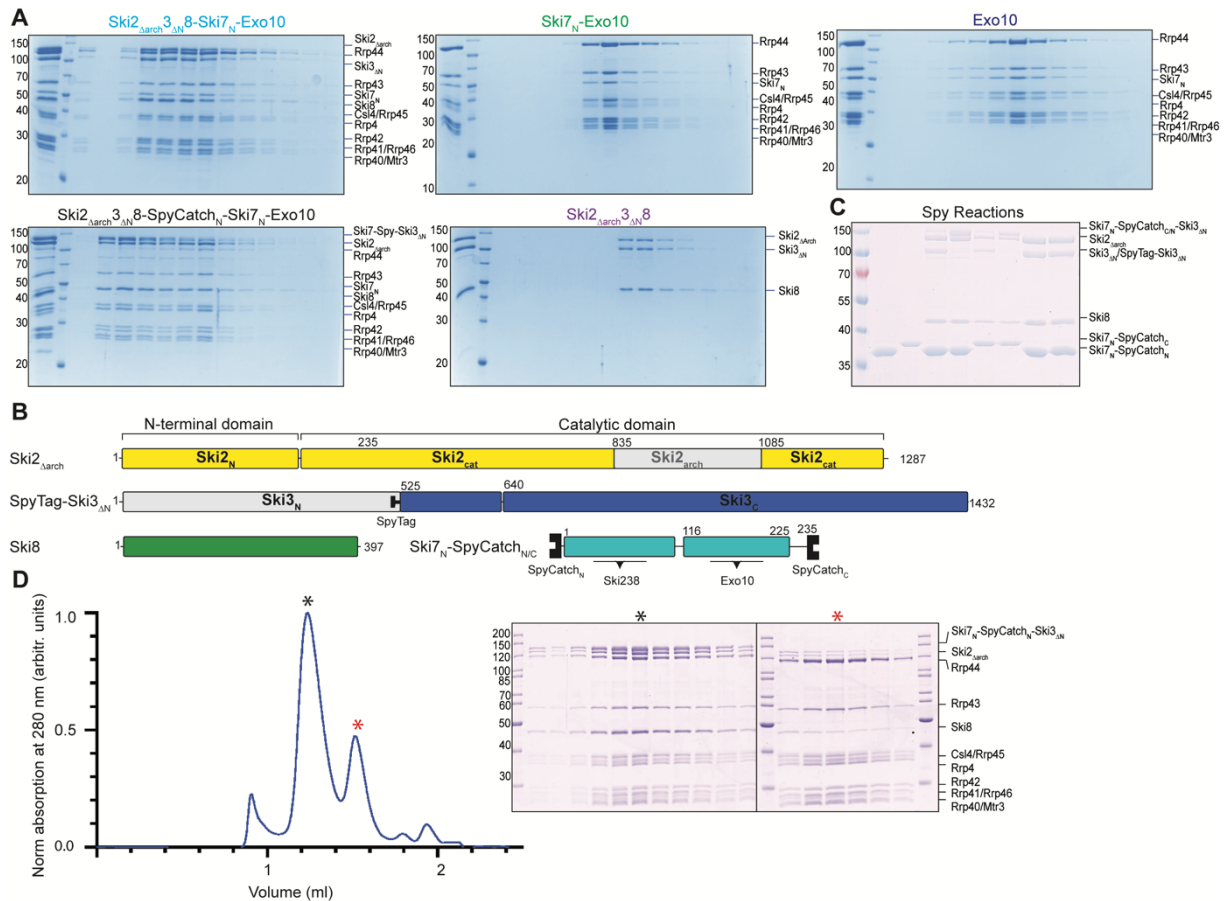 A
Ski2Δarch3ΔN8-Ski7N-Exo10
150
120
100
70
50
40
30
20
Ski2Δarch
Rrp44
Ski3ΔN
Rrp43
Ski7N
Ski8
Csl4/Rrp45
Rrp4
Rrp42
Rrp41/Rrp46
Rrp40/Mtr3
Ski7N-Exo10
150
120
100
70
50
40
30
20
10
Rrp44
Rrp43
Ski7N
Csl4/Rrp45
Rrp4
Rrp42
Rrp41/Rrp46
Rrp40/Mtr3
Exo10
150
120
100
70
50
40
30
20
Rrp44
Rrp43
Ski7N
Csl4/Rrp45
Rrp4
Rrp42
Rrp41/Rrp46
Rrp40/Mtr3
Ski2Δarch3ΔN8-SpyCatchN-Ski7N-Exo10
150
120
100
70
50
40
30
20
Ski7-Spy-Ski3ΔN
Ski2Δarch
Rrp44
Rrp43
Ski7N
Ski8
Csl4/Rrp45
Rrp4
Rrp42
Rrp41/Rrp46
Rrp40/Mtr3
Ski2Δarch3ΔN8
150
120
100
70
50
40
30
20
Ski2ΔArch
Ski3ΔN
Ski8
C
Spy Reactions
150
100
70
55
40
35
Ski7N-SpyCatchC/N-Ski3ΔN
Ski2Δarch
Ski3ΔN/SpyTag-Ski3ΔN
Ski8
Ski7N-SpyCatchC
Ski7N-SpyCatchN
B
N-terminal domain
Catalytic domain
Ski2Δarch
1
Ski2N
235
Ski2cat
835
Ski2arch
1085
Ski2cat
1287
SpyTag-Ski3ΔN
1
Ski3N
525
640
Ski3C
1432
SpyTag
Ski8
1
397
Ski7N-SpyCatchN/C
1
116
225
235
SpyCatchN
Ski238
Exo10
SpyCatchC
D
Norm absorption at 280 nm (arbitr. units)
1.0
0.5
0.0
1
2
Volume (ml)
*
*
*
*
200
150
120
100
85
70
60
50
40
30
Ski7N-SpyCatchN-Ski3ΔN
Ski2Δarch
Rrp44
Rrp43
Ski8
Csl4/Rrp45
Rrp4
Rrp42
Rrp41/Rrp46
Rrp40/Mtr3